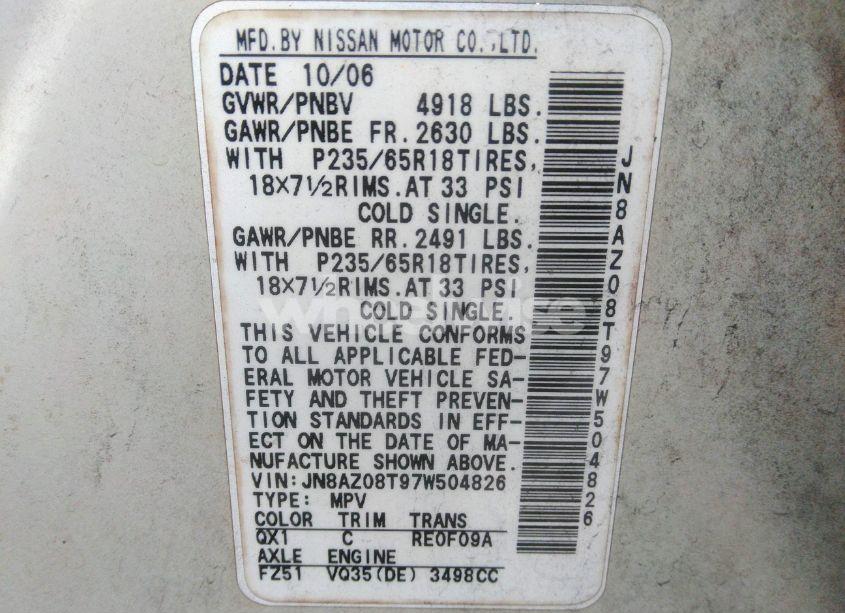 MFD.BY NISSAN MOTOR CO.,LTD.
DATE 10/06
GVWR/PNBV 4918 LBS.
GAWR/PNBE FR. 2630 LBS.
WITH P235/65R18TIRES,
18×7½RIMS.AT 33 PSI
COLD SINGLE.
GAWR/PNBE RR. 2491 LBS.
WITH P235/65R18TIRES,
18×7½RIMS.AT 33 PSI
COLD SINGLE.
THIS VEHICLE CONFORMS
TO ALL APPLICABLE FED-
ERAL MOTOR VEHICLE SA-
FETY AND THEFT PREVEN-
TION STANDARDS IN EFF-
ECT ON THE DATE OF MA-
NUFACTURE SHOWN ABOVE.
VIN:JN8AZ08T97W504826
TYPE: MPV
COLOR TRIM TRANS
QX1 C RE0F09A
AXLE ENGINE
FZ51 VQ35(DE) 3498CC
JN8AZ08T97W504826